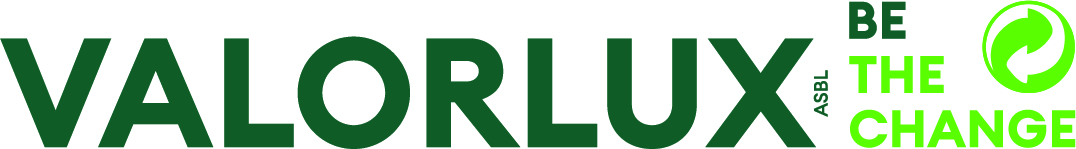 VALORLUX
ASBL
BE
THE
CHANGE